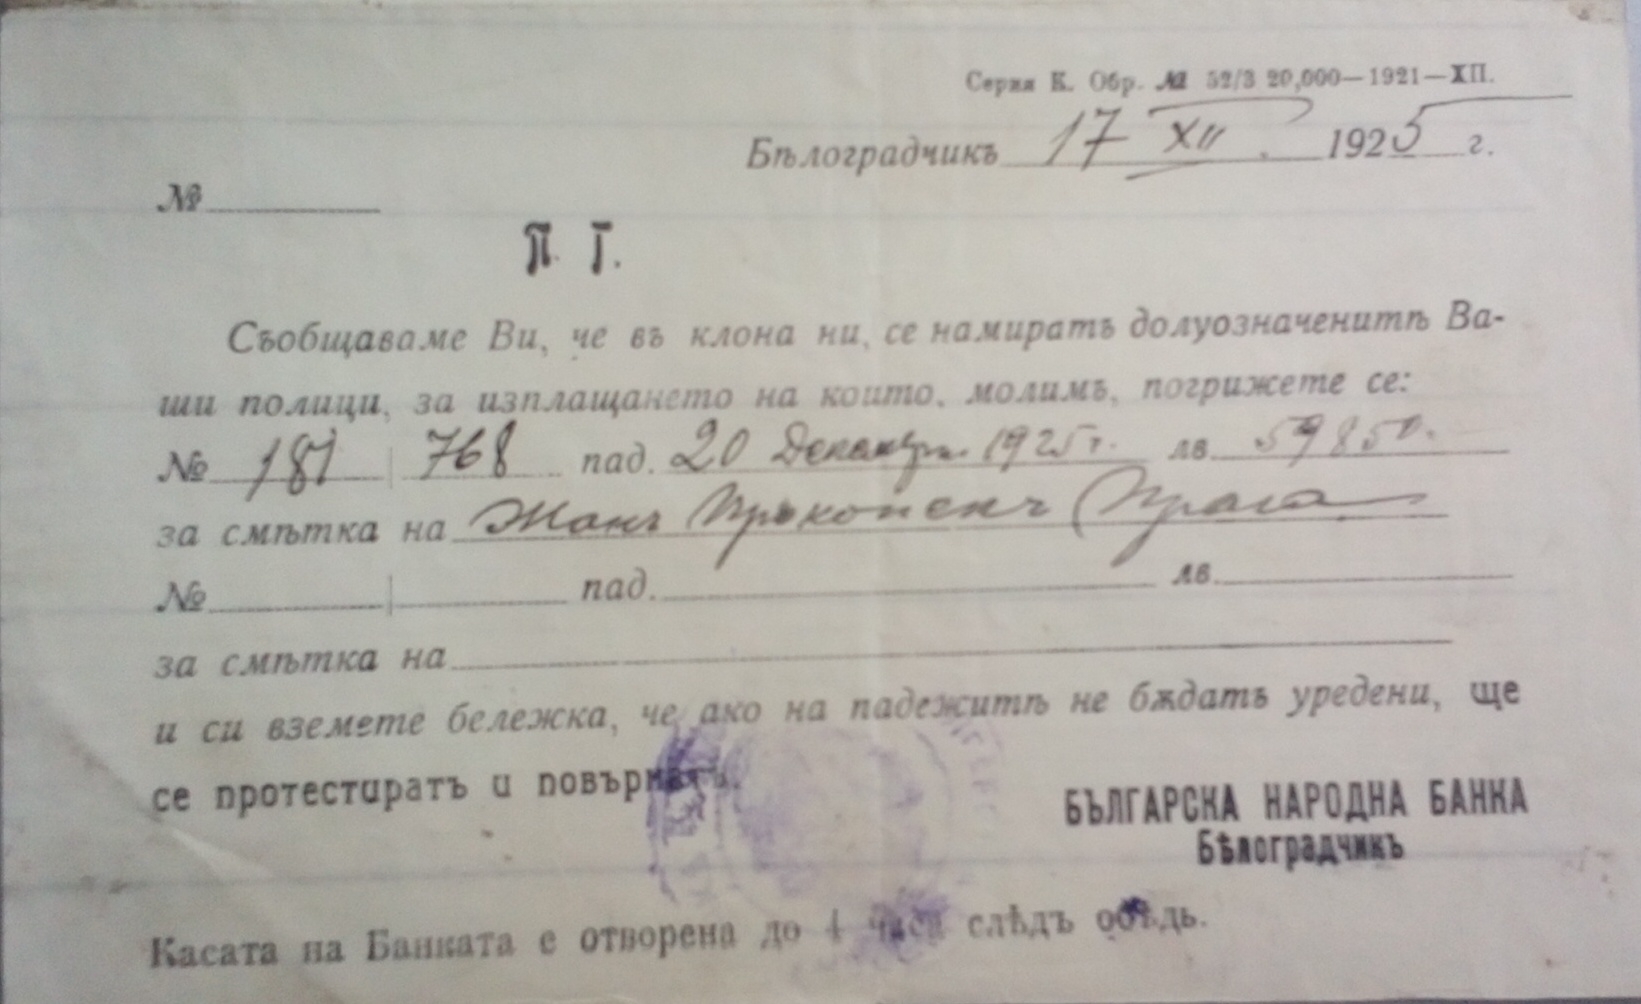 Серия К. Обр. № 52/3 20,000—1921—XII.
Бѣлоградчикъ 17 XII . 1925 г.
№
П. Г.
Съобщаваме Ви, че въ клона ни, се намиратъ долуозначенитѣ Ва-
ши полици, за изплащането на които, молимъ, погрижете се:
№ 181 | 768 пад. 20 Декемврий 1925 г. лв. 59850.
за смѣтка на Жанъ Прокопецъ Прага
№ | пад. лв.
за смѣтка на
и си вземете бележка, че ако на падежитѣ не бѫдатъ уредени, ще
се протестиратъ и повърнатъ.
БЪЛГАРСКА НАРОДНА БАНКА
Бѣлоградчикъ
Касата на Банката е отворена до 4 часа слѣдъ обѣдъ.